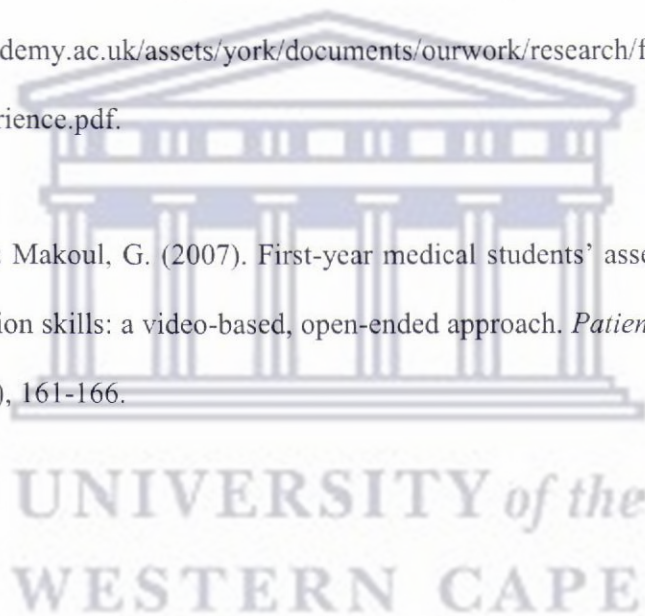 demy.ac.uk/assets/york/documents/ourwork/research/f
rience.pdf.
Makoul, G. (2007). First-year medical students’ asse
ion skills: a video-based, open-ended approach. Patien
), 161-166.
UNIVERSITY of the
WESTERN CAPE